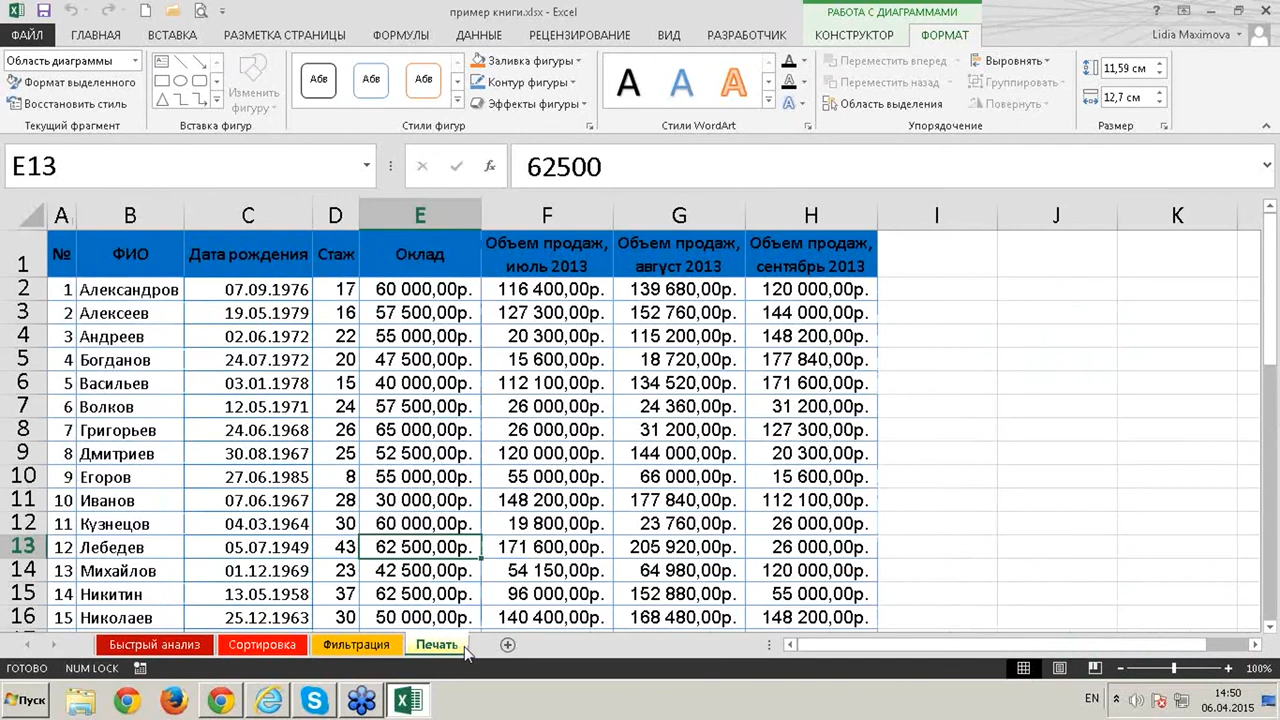 пример книги.xlsx - Excel
РАБОТА С ДИАГРАММАМИ
ФАЙЛ ГЛАВНАЯ ВСТАВКА РАЗМЕТКА СТРАНИЦЫ ФОРМУЛЫ ДАННЫЕ РЕЦЕНЗИРОВАНИЕ ВИД РАЗРАБОТЧИК КОНСТРУКТОР ФОРМАТ Lidia Maximova
Область диаграммы
Формат выделенного
Восстановить стиль
Текущий фрагмент
Изменить
фигуру
Вставка фигур
Абв Абв Абв
Заливка фигуры
Контур фигуры
Эффекты фигуры
Стили фигур
А А А
Стили WordArt
Переместить вперед
Переместить назад
Область выделения
Выровнять
Группировать
Повернуть
Упорядочение
11,59 см
12,7 см
Размер
E13 fx 62500
A B C D E F G H I J K
1 № ФИО Дата рождения Стаж Оклад Объем продаж, июль 2013 Объем продаж, август 2013 Объем продаж, сентябрь 2013
2 1 Александров 07.09.1976 17 60 000,00р. 116 400,00р. 139 680,00р. 120 000,00р.
3 2 Алексеев 19.05.1979 16 57 500,00р. 127 300,00р. 152 760,00р. 144 000,00р.
4 3 Андреев 02.06.1972 22 55 000,00р. 20 300,00р. 115 200,00р. 148 200,00р.
5 4 Богданов 24.07.1972 20 47 500,00р. 15 600,00р. 18 720,00р. 177 840,00р.
6 5 Васильев 03.01.1978 15 40 000,00р. 112 100,00р. 134 520,00р. 171 600,00р.
7 6 Волков 12.05.1971 24 57 500,00р. 26 000,00р. 24 360,00р. 31 200,00р.
8 7 Григорьев 24.06.1968 26 65 000,00р. 26 000,00р. 31 200,00р. 127 300,00р.
9 8 Дмитриев 30.08.1967 25 52 500,00р. 120 000,00р. 144 000,00р. 20 300,00р.
10 9 Егоров 27.06.1985 8 55 000,00р. 55 000,00р. 66 000,00р. 15 600,00р.
11 10 Иванов 07.06.1967 28 30 000,00р. 148 200,00р. 177 840,00р. 112 100,00р.
12 11 Кузнецов 04.03.1964 30 60 000,00р. 19 800,00р. 23 760,00р. 26 000,00р.
13 12 Лебедев 05.07.1949 43 62 500,00р. 171 600,00р. 205 920,00р. 26 000,00р.
14 13 Михайлов 01.12.1969 23 42 500,00р. 54 150,00р. 64 980,00р. 120 000,00р.
15 14 Никитин 13.05.1958 37 62 500,00р. 96 000,00р. 152 880,00р. 55 000,00р.
16 15 Николаев 25.12.1963 30 50 000,00р. 140 400,00р. 168 480,00р. 148 200,00р.
Быстрый анализ Сортировка Фильтрация Печать
ГОТОВО NUM LOCK 100%
Пуск EN 14:50
06.04.2015